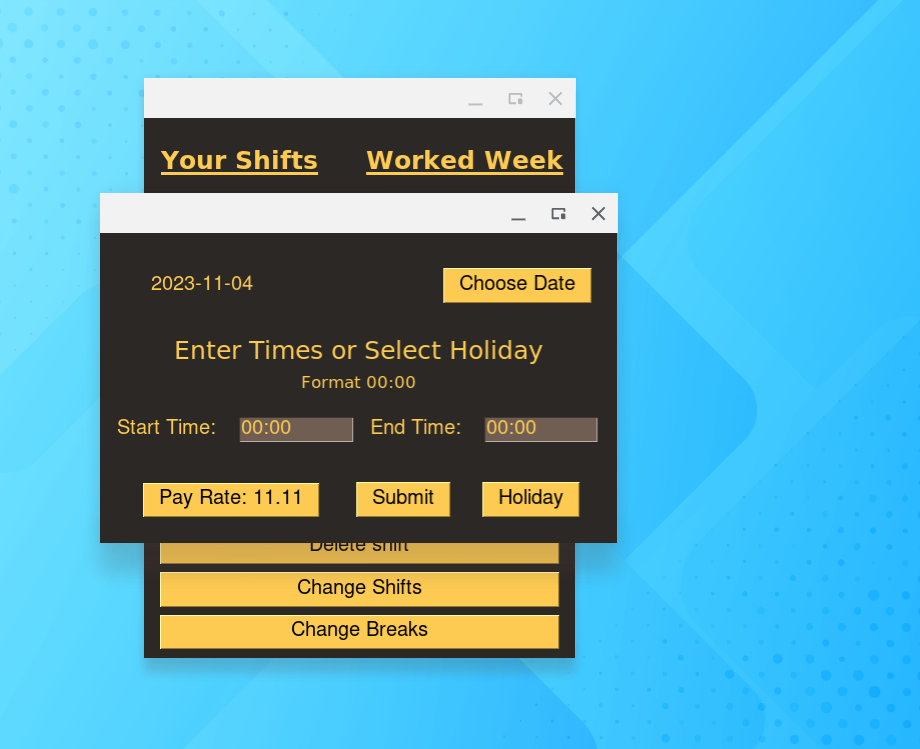 Your Shifts Worked Week
2023-11-04 Choose Date
Enter Times or Select Holiday
Format 00:00
Start Time: 00:00 End Time: 00:00
Pay Rate: 11.11 Submit Holiday
Delete shift
Change Shifts
Change Breaks